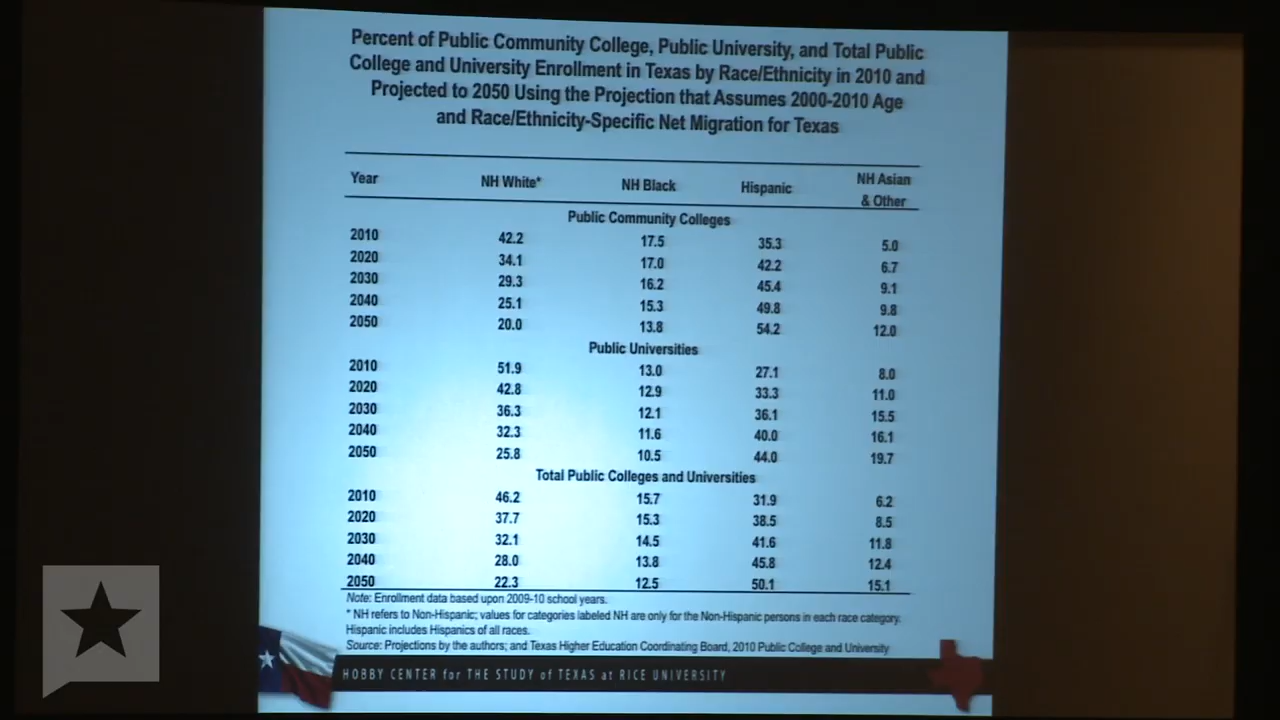 Percent of Public Community College, Public University, and Total Public
College and University Enrollment in Texas by Race/Ethnicity in 2010 and
Projected to 2050 Using the Projection that Assumes 2000-2010 Age
and Race/Ethnicity-Specific Net Migration for Texas
Year NH White* NH Black Hispanic NH Asian
& Other
Public Community Colleges
2010 42.2 17.5 35.3 5.0
2020 34.1 17.0 42.2 6.7
2030 29.3 16.2 45.4 9.1
2040 25.1 15.3 49.8 9.8
2050 20.0 13.8 54.2 12.0
Public Universities
2010 51.9 13.0 27.1 8.0
2020 42.8 12.9 33.3 11.0
2030 36.3 12.1 36.1 15.5
2040 32.3 11.6 40.0 16.1
2050 25.8 10.5 44.0 19.7
Total Public Colleges and Universities
2010 46.2 15.7 31.9 6.2
2020 37.7 15.3 38.5 8.5
2030 32.1 14.5 41.6 11.8
2040 28.0 13.8 45.8 12.4
2050 22.3 12.5 50.1 15.1
Note: Enrollment data based upon 2009-10 school years.
* NH refers to Non-Hispanic; values for categories labeled NH are only for the Non-Hispanic persons in each race category.
Hispanic includes Hispanics of all races.
Source: Projections by the authors; and Texas Higher Education Coordinating Board, 2010 Public College and University
HOBBY CENTER for THE STUDY of TEXAS at RICE UNIVERSITY